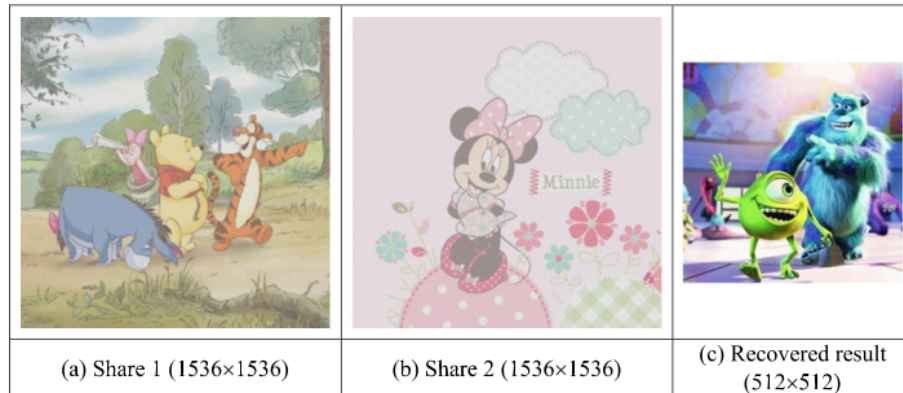 Minnie
(a) Share 1 (1536×1536)
(b) Share 2 (1536×1536)
(c) Recovered result
(512×512)